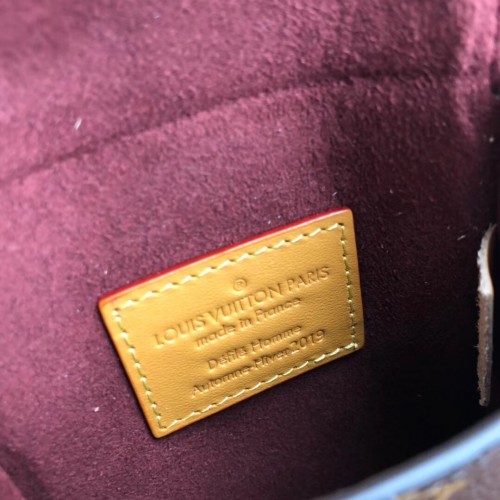 ®
LOUIS VUITTON PARIS
made in France
Défilé Homme
Automne-Hiver 2019